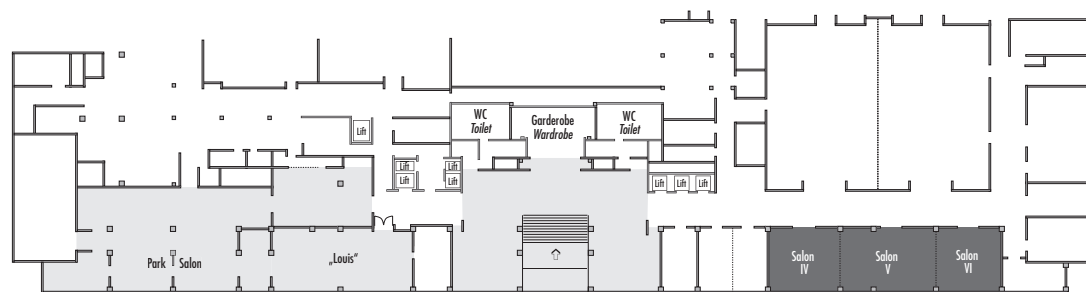 WC
Toilet
Garderobe
Wardrobe
WC
Toilet
Lift
Lift
Lift
Lift
Lift
Lift
Lift
Lift
Park Salon
„Louis“
Salon
IV
Salon
V
Salon
VI